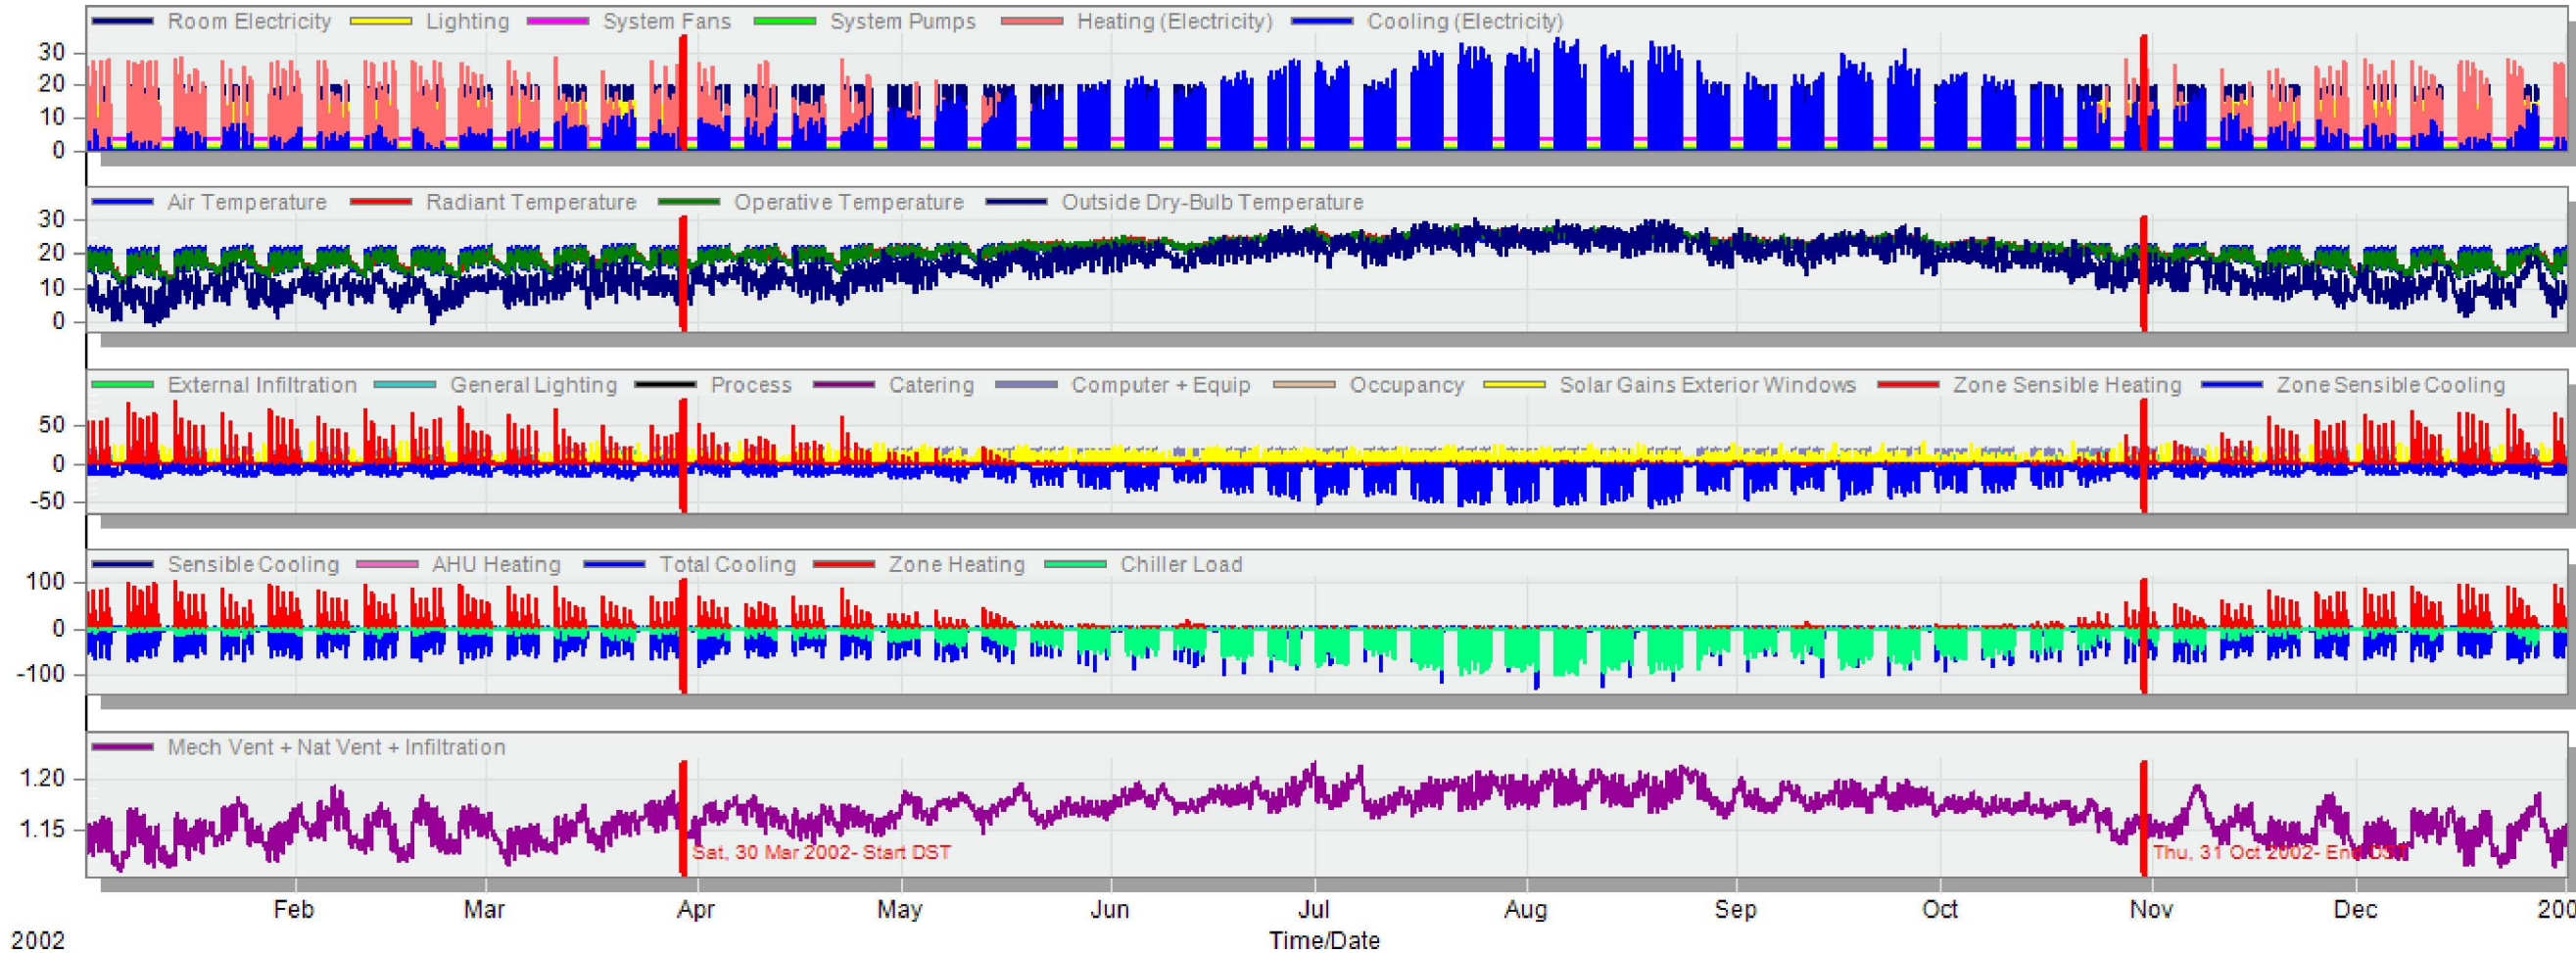 Room Electricity Lighting System Fans System Pumps Heating (Electricity) Cooling (Electricity)
30
20
10
0
Air Temperature Radiant Temperature Operative Temperature Outside Dry-Bulb Temperature
30
20
10
0
External Infiltration General Lighting Process Catering Computer + Equip Occupancy Solar Gains Exterior Windows Zone Sensible Heating Zone Sensible Cooling
50
0
-50
Sensible Cooling AHU Heating Total Cooling Zone Heating Chiller Load
100
0
-100
Mech Vent + Nat Vent + Infiltration
1.20
1.15
Sat, 30 Mar 2002- Start DST Thu, 31 Oct 2002- End DST
Feb Mar Apr May Jun Jul Aug Sep Oct Nov Dec 200
2002 Time/Date